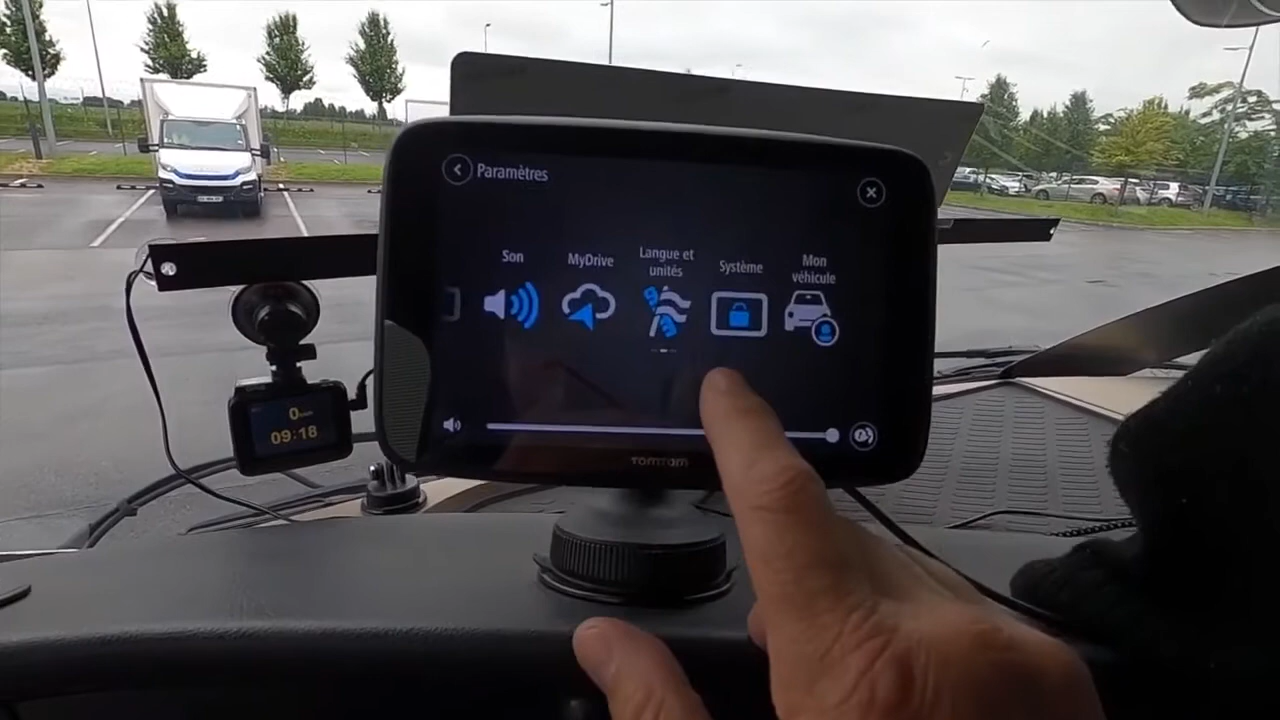 Paramètres
Son
MyDrive
Langue et
unités
Système
Mon
véhicule
TOMTOM
0
09:18